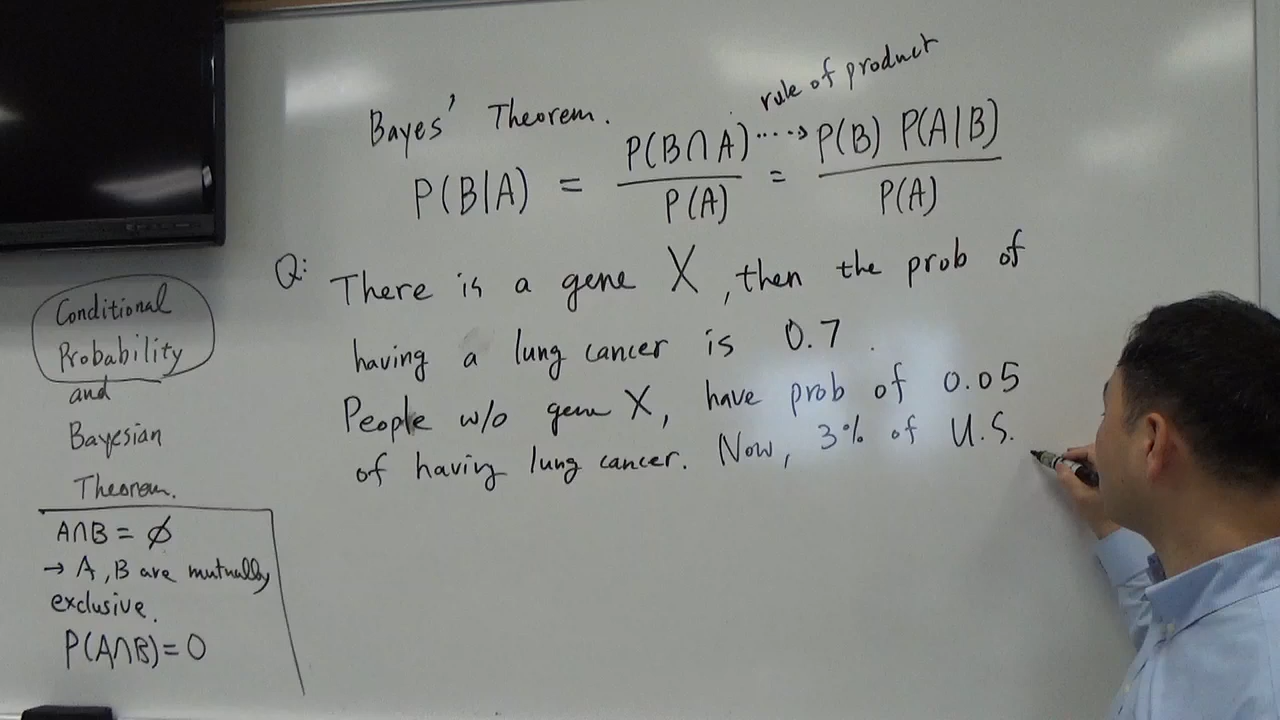 Bayes' Theorem.
rule of product
P(B|A) = P(B∩A) / P(A) = P(B) P(A|B) / P(A)
Q: There is a gene X, then the prob of
having a lung cancer is 0.7.
People w/o gene X, have prob of 0.05
of having lung cancer. Now, 3% of U.S.
Conditional
Probability
and
Bayesian
Theorem.
A∩B = ∅
→ A, B are mutually
exclusive.
P(A∩B) = 0